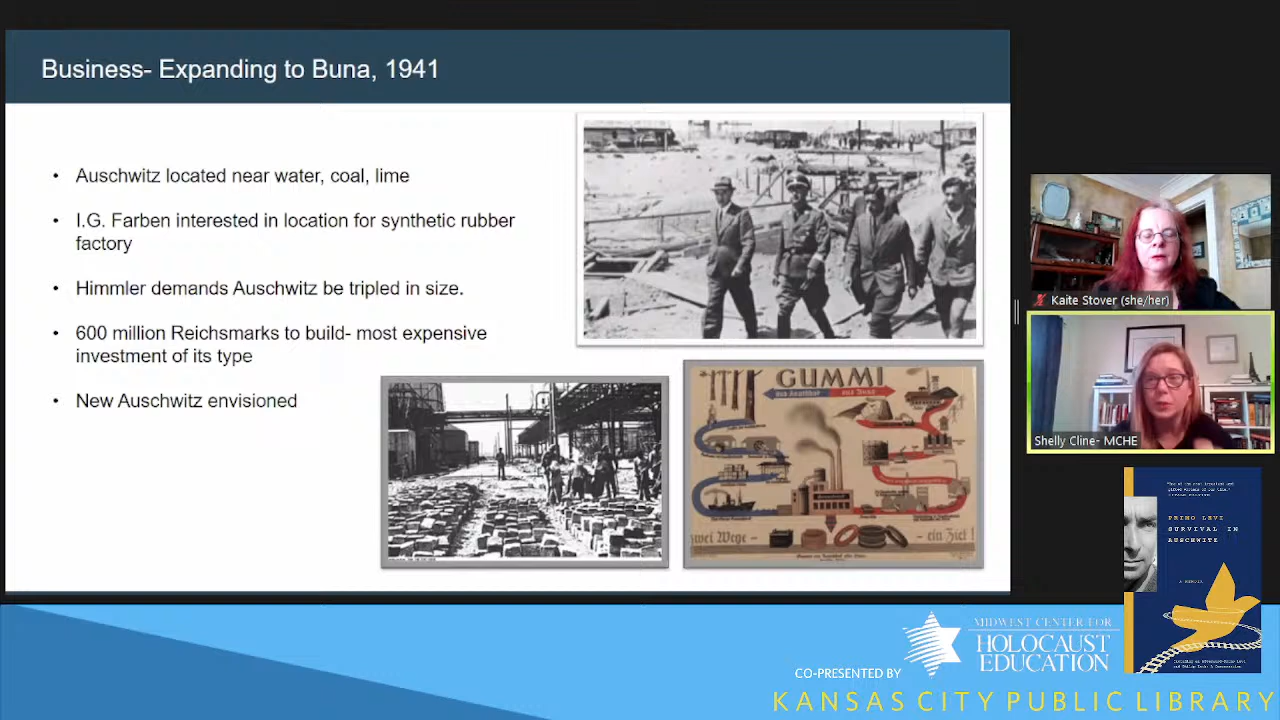 Business- Expanding to Buna, 1941
• Auschwitz located near water, coal, lime
• I.G. Farben interested in location for synthetic rubber
factory
• Himmler demands Auschwitz be tripled in size.
• 600 million Reichsmarks to build- most expensive
investment of its type
• New Auschwitz envisioned
GUMMI
zwei Wege - - ein Ziel!
Kaite Stover (she/her)
Shelly Cline- MCHE
PRIMO LEVI
SURVIVAL IN
AUSCHWITZ
A MEMOIR
CO-PRESENTED BY
MIDWEST CENTER FOR
HOLOCAUST
EDUCATION
KANSAS CITY PUBLIC LIBRARY